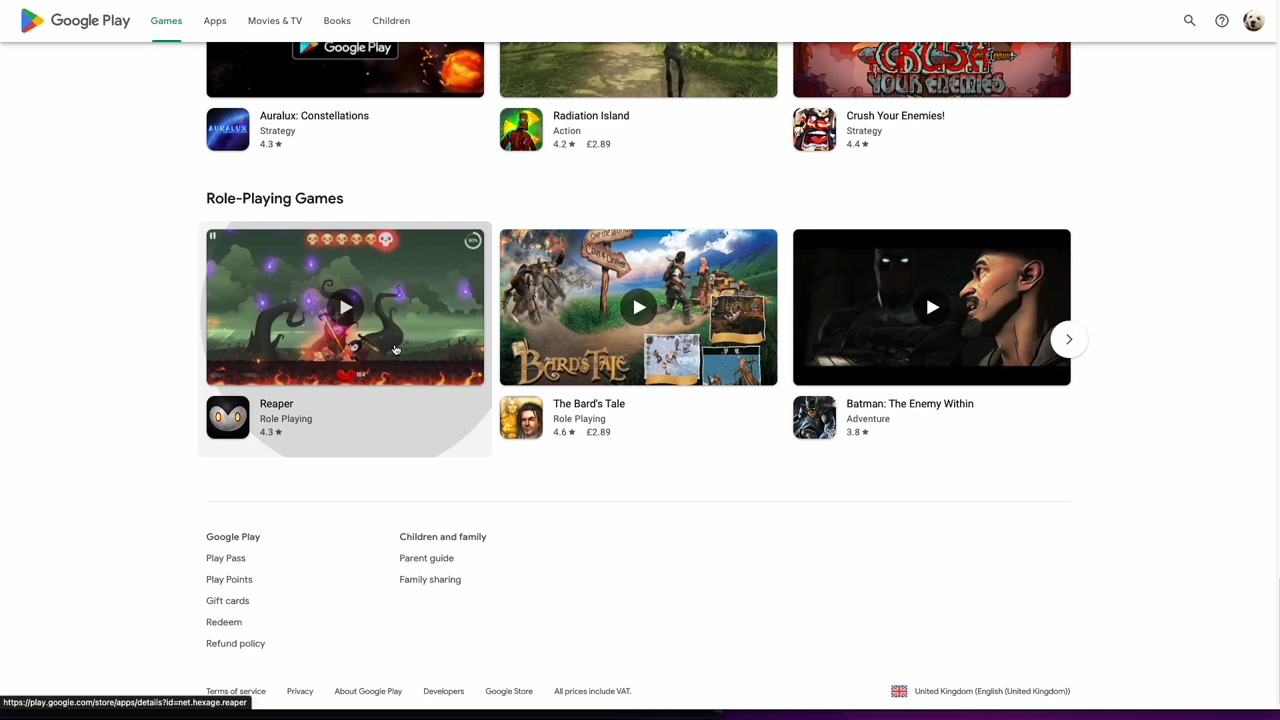 Google Play Games Apps Movies & TV Books Children
Google Play
CRUSH
YOUR ENEMIES
AURALUX
Auralux: Constellations
Strategy
4.3★
Radiation Island
Action
4.2★ £2.89
Crush Your Enemies!
Strategy
4.4★
Role-Playing Games
THE BARD'S TALE
Reaper
Role Playing
4.3★
The Bard's Tale
Role Playing
4.6★ £2.89
Batman: The Enemy Within
Adventure
3.8★
Google Play
Play Pass
Play Points
Gift cards
Redeem
Refund policy
Children and family
Parent guide
Family sharing
Terms of service Privacy About Google Play Developers Google Store All prices include VAT. United Kingdom (English (United Kingdom))
https://play.google.com/store/apps/details?id=net.hexage.reaper